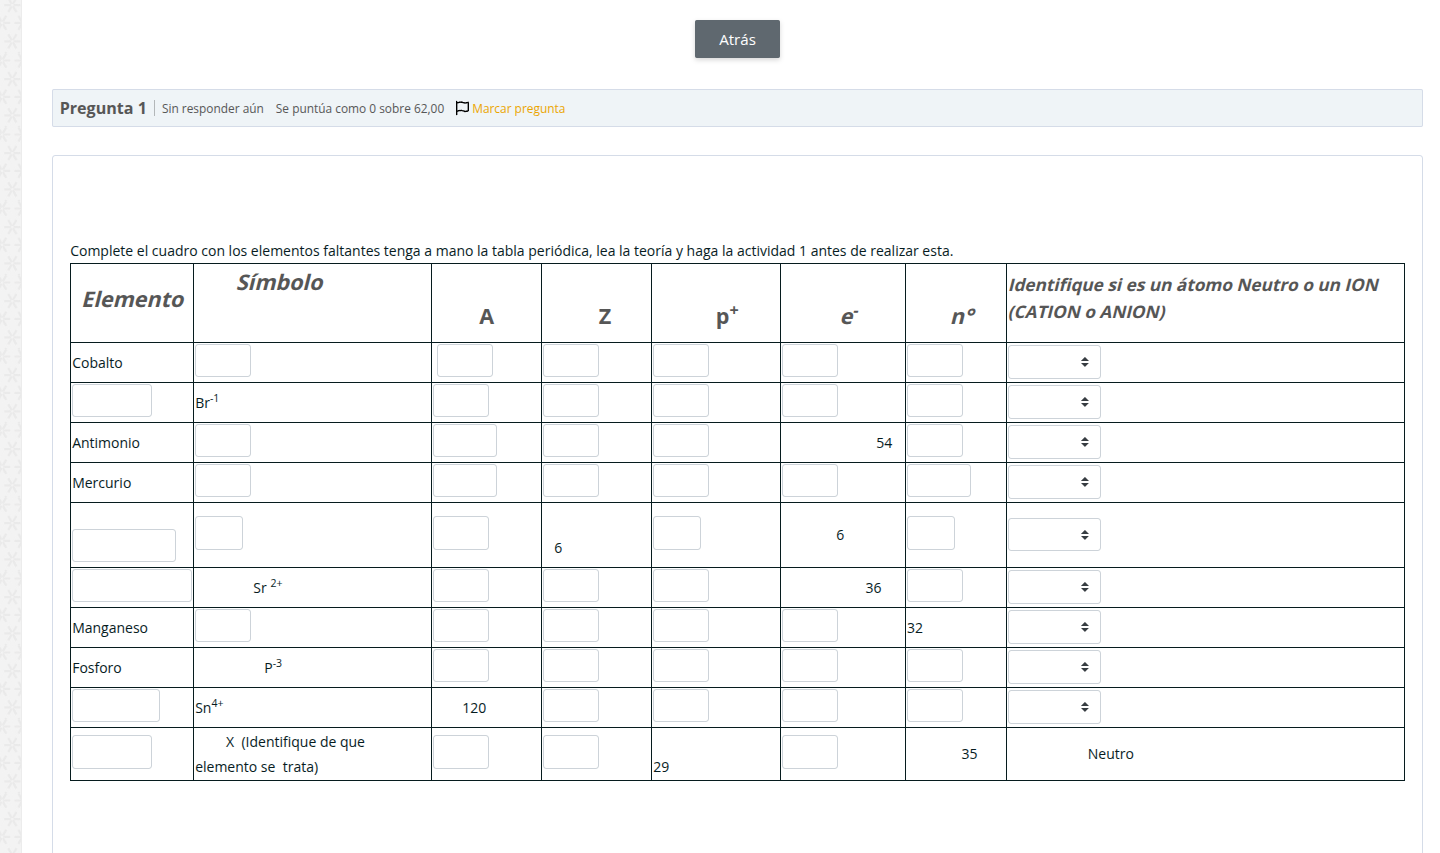 Atrás
Pregunta 1 Sin responder aún Se puntúa como 0 sobre 62,00 Marcar pregunta
Complete el cuadro con los elementos faltantes tenga a mano la tabla periódica, lea la teoría y haga la actividad 1 antes de realizar esta.
Elemento Símbolo A Z p⁺ e⁻ nº Identifique si es un átomo Neutro o un ION (CATION o ANION)
Cobalto
Br⁻¹
Antimonio 54
Mercurio
6 6
Sr ²⁺ 36
Manganeso 32
Fosforo P⁻³
Sn⁴⁺ 120
X (Identifique de que
elemento se trata) 29 35 Neutro